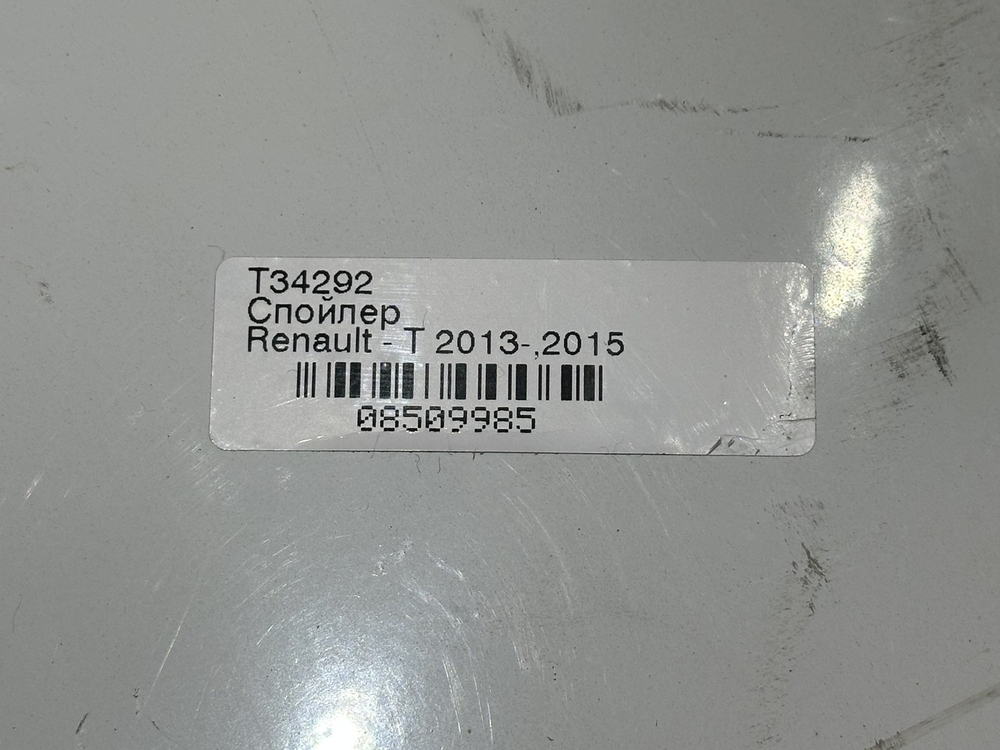 T34292
Спойлер
Renault - T 2013-,2015
08509985